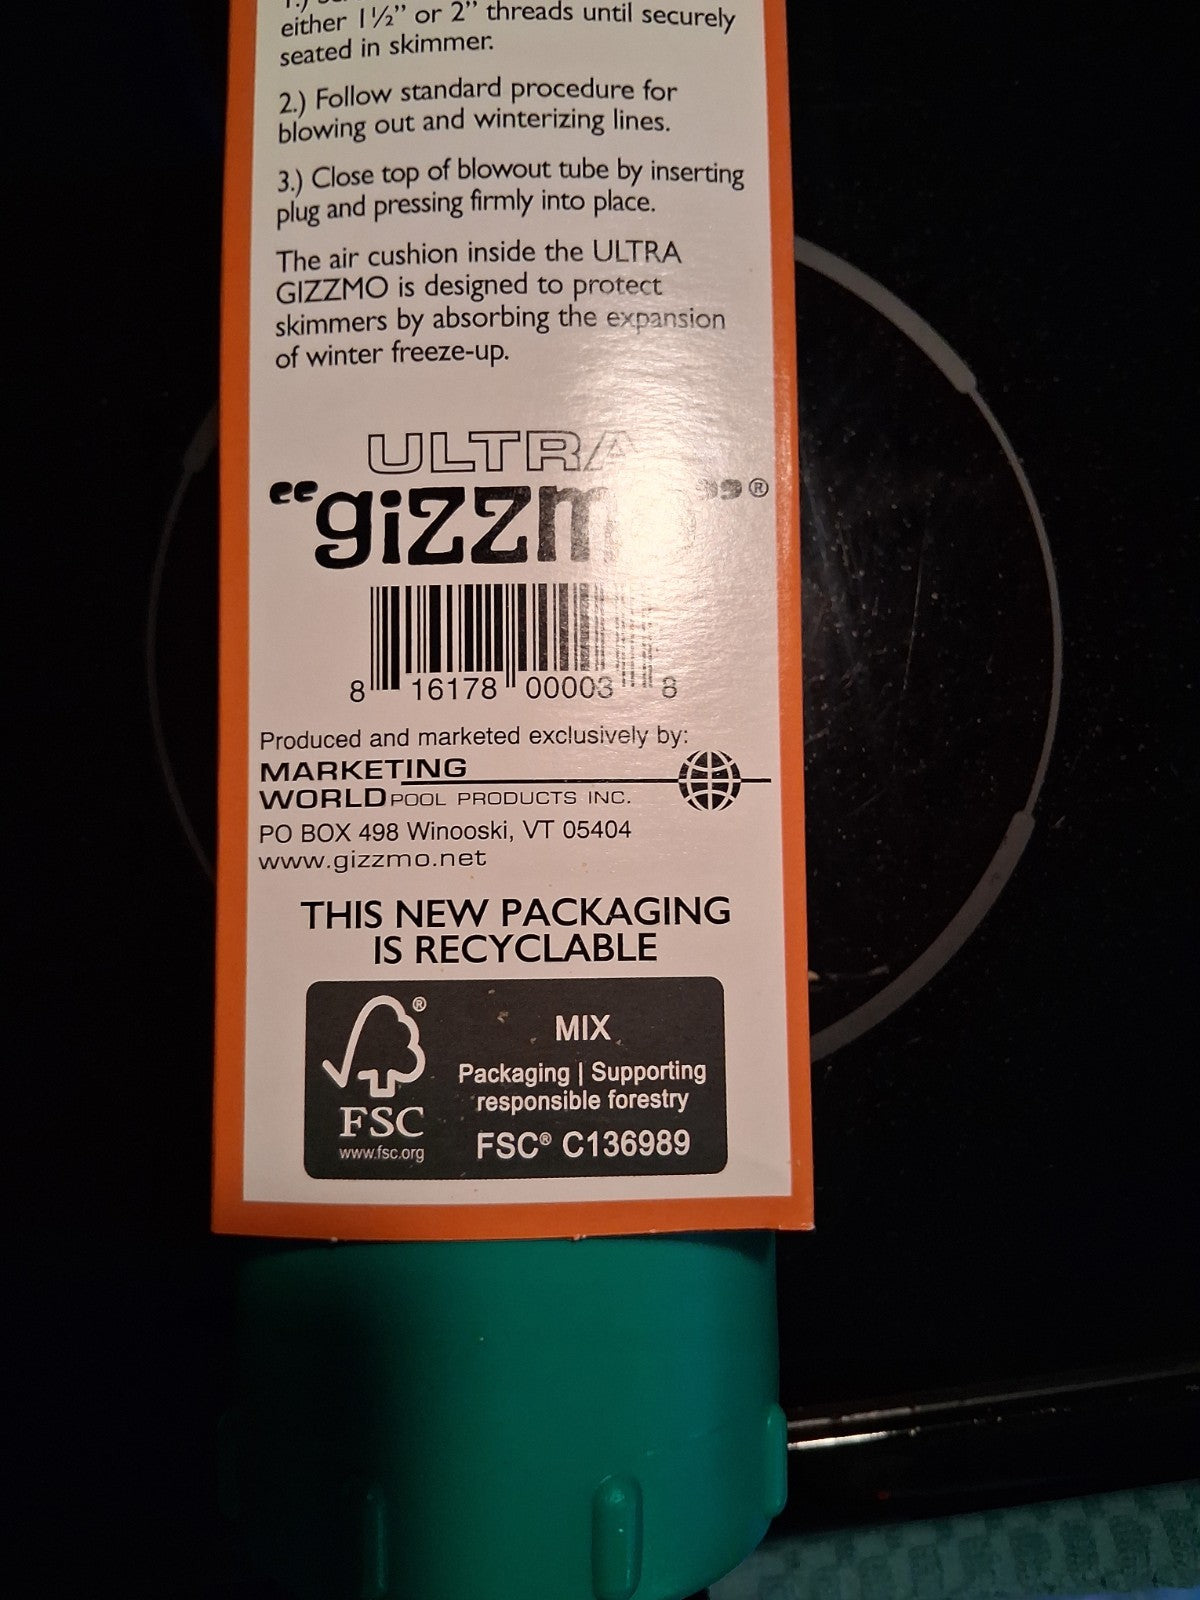 either 1½” or 2” threads until securely
seated in skimmer.
2.) Follow standard procedure for
blowing out and winterizing lines.
3.) Close top of blowout tube by inserting
plug and pressing firmly into place.
The air cushion inside the ULTRA
GIZZMO is designed to protect
skimmers by absorbing the expansion
of winter freeze-up.
ULTRA
“gizzmo”®
8 16178 00003 8
Produced and marketed exclusively by:
MARKETING
WORLD POOL PRODUCTS INC.
PO BOX 498 Winooski, VT 05404
www.gizzmo.net
THIS NEW PACKAGING
IS RECYCLABLE
®
MIX
Packaging | Supporting
responsible forestry
FSC
www.fsc.org
FSC® C136989